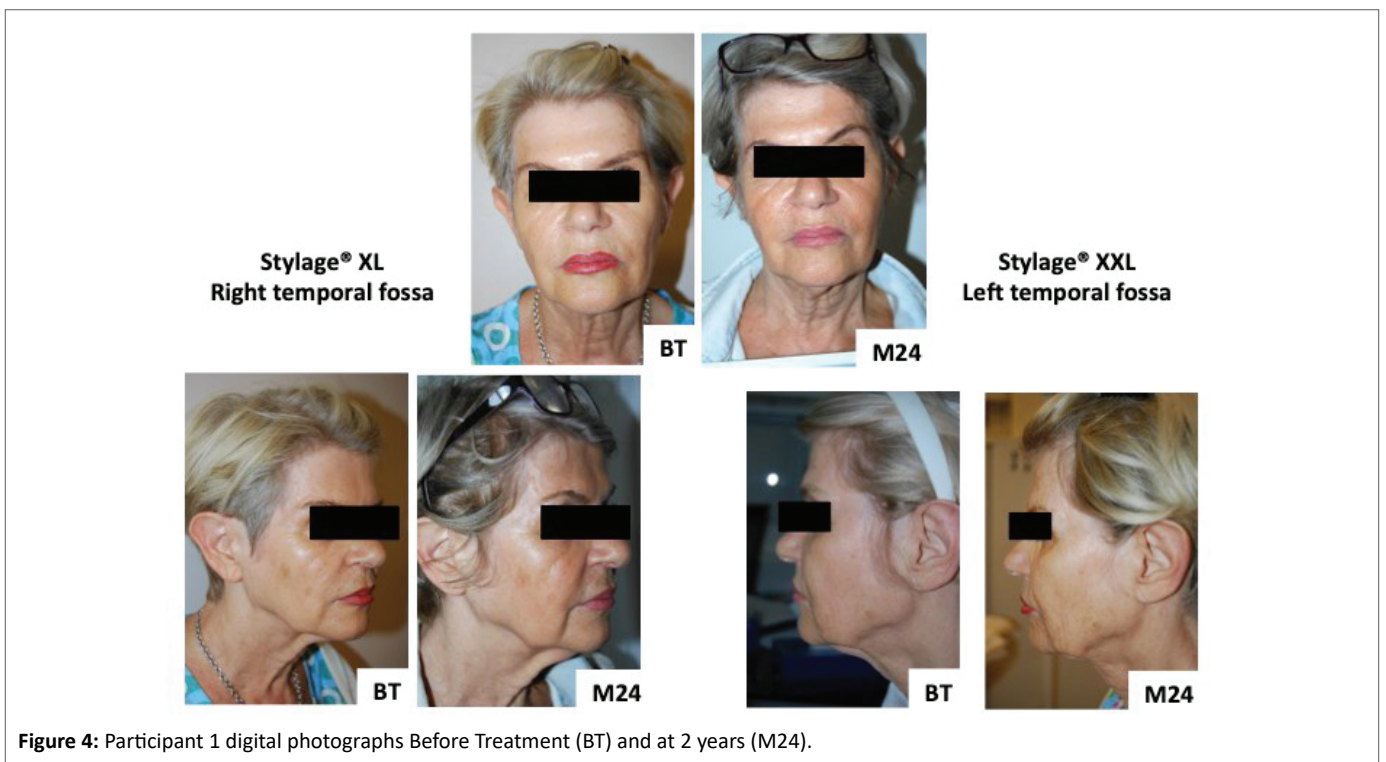 Stylage® XL
Right temporal fossa
BT
M24
Stylage® XXL
Left temporal fossa
BT
M24
BT
M24
Figure 4: Participant 1 digital photographs Before Treatment (BT) and at 2 years (M24).